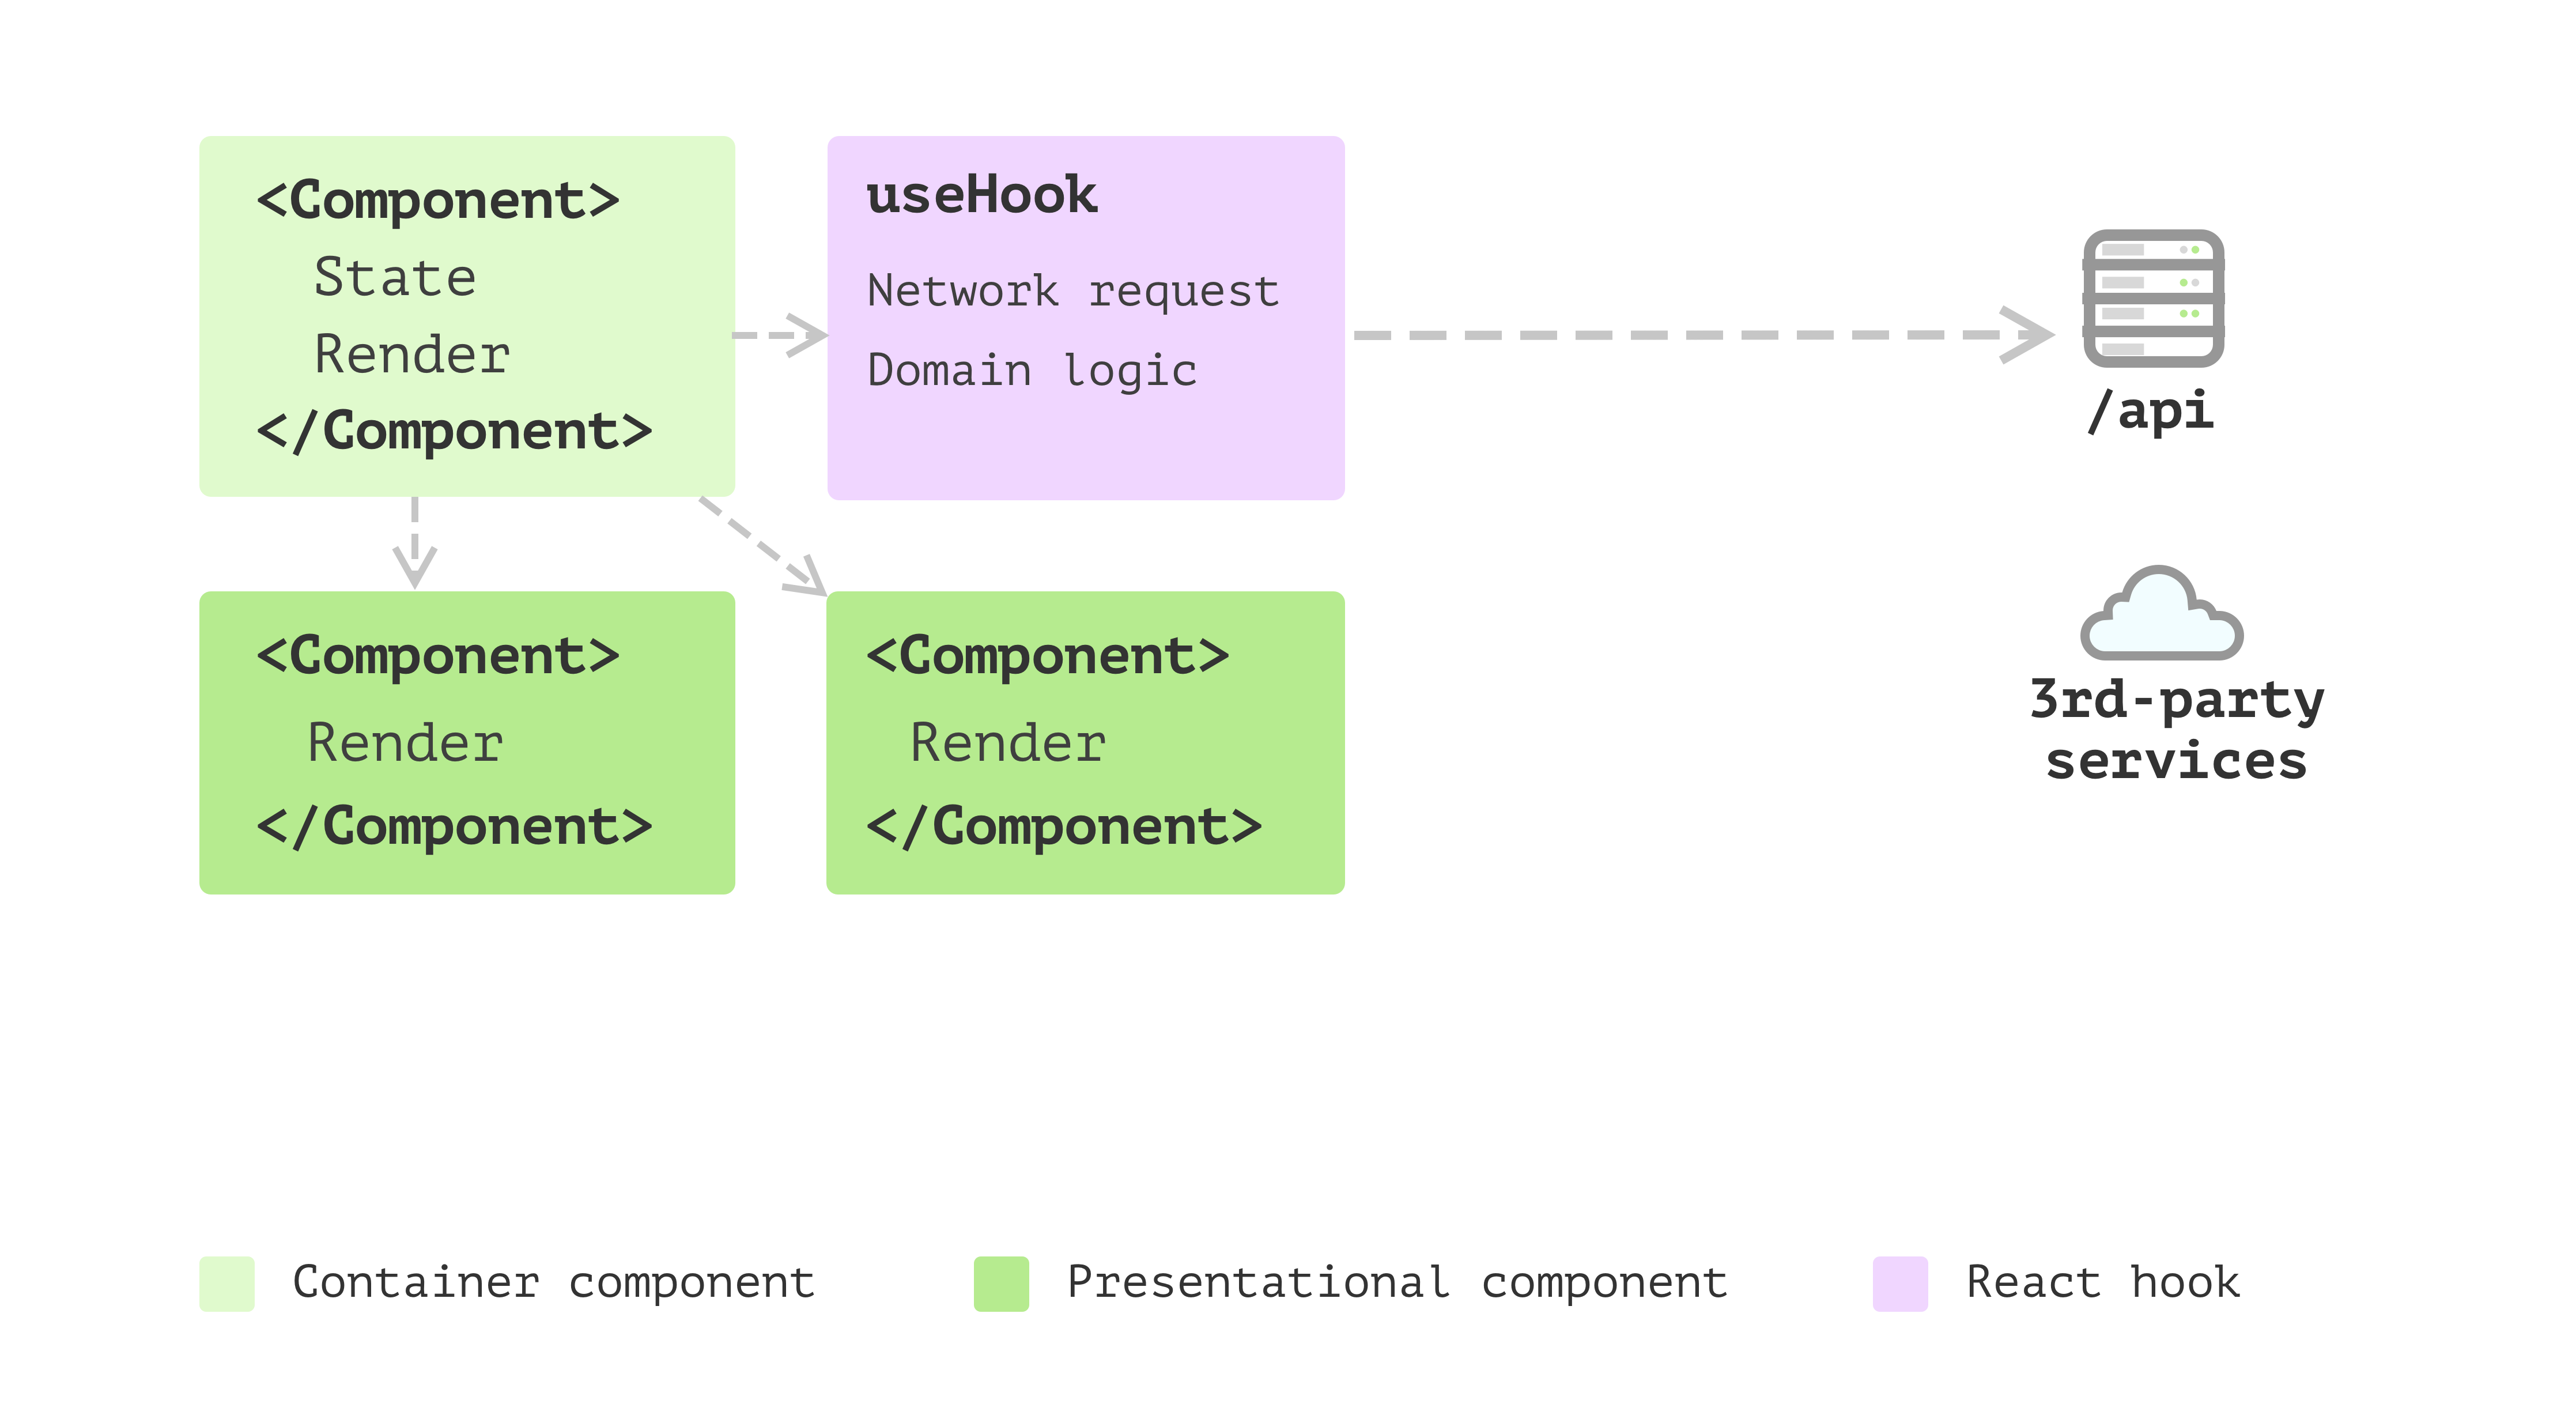 <Component>
State
Render
</Component>
useHook
Network request
Domain logic
/api
<Component>
Render
</Component>
<Component>
Render
</Component>
3rd-party
services
Container component
Presentational component
React hook